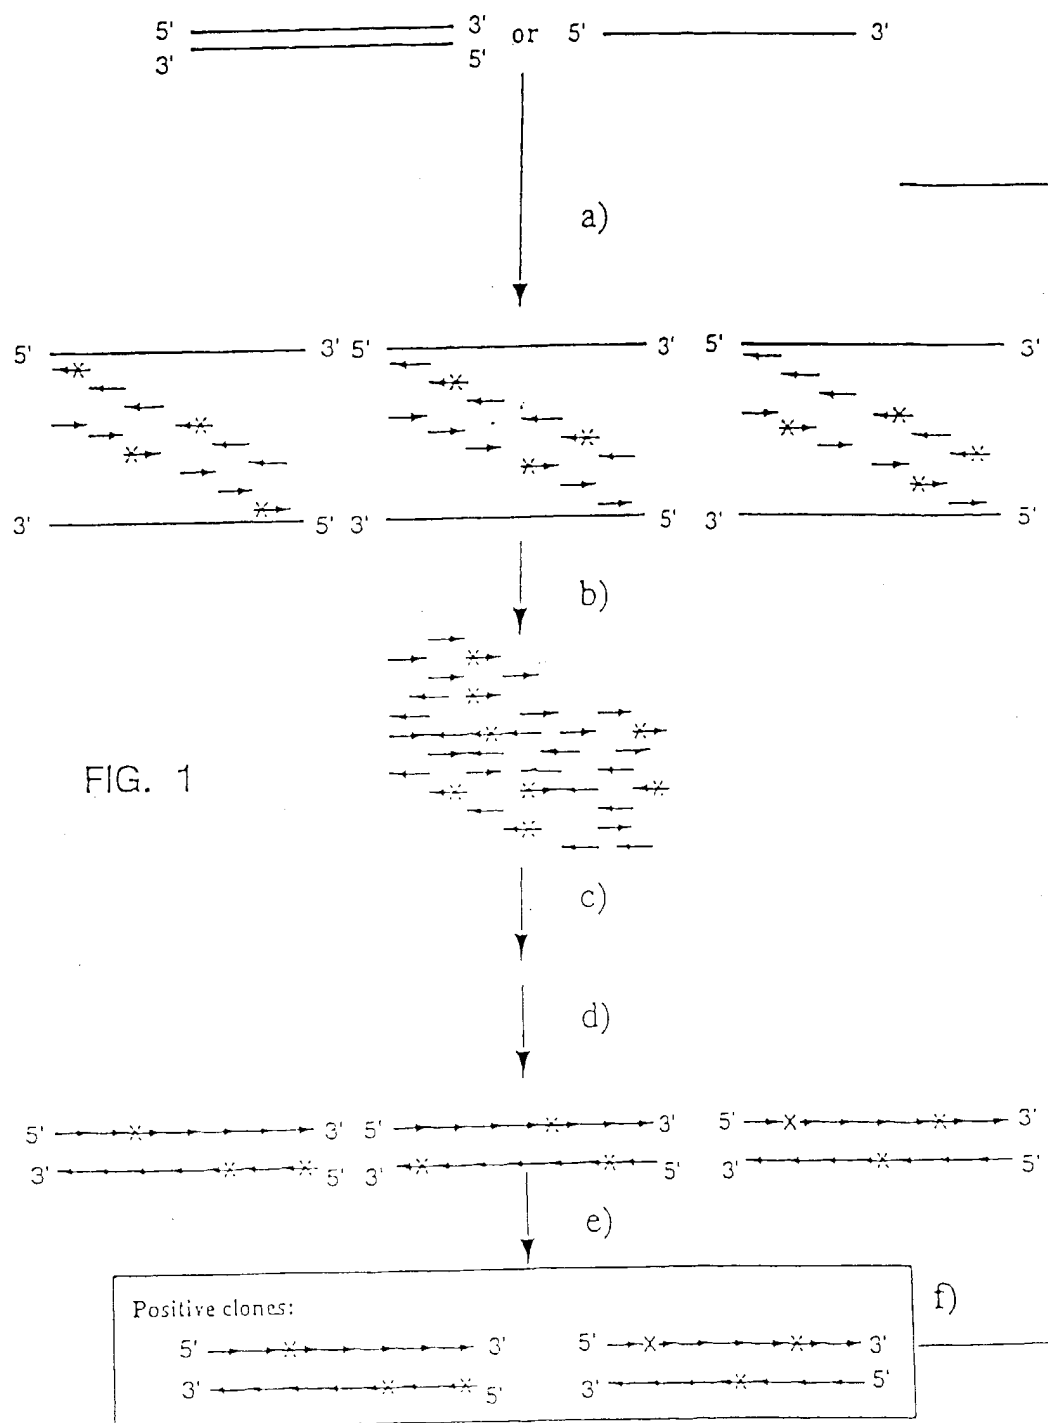 5' 3' or 5' 3'
3' 5'
a)
5' 3' 5' 3' 5' 3'
3' 5' 3' 5' 3' 5'
b)
FIG. 1
c)
d)
5' 3' 5' 3' 5' 3'
3' 5' 3' 5' 3' 5'
e)
f)
Positive clones:
5' 3' 5' 3'
3' 5' 3' 5'